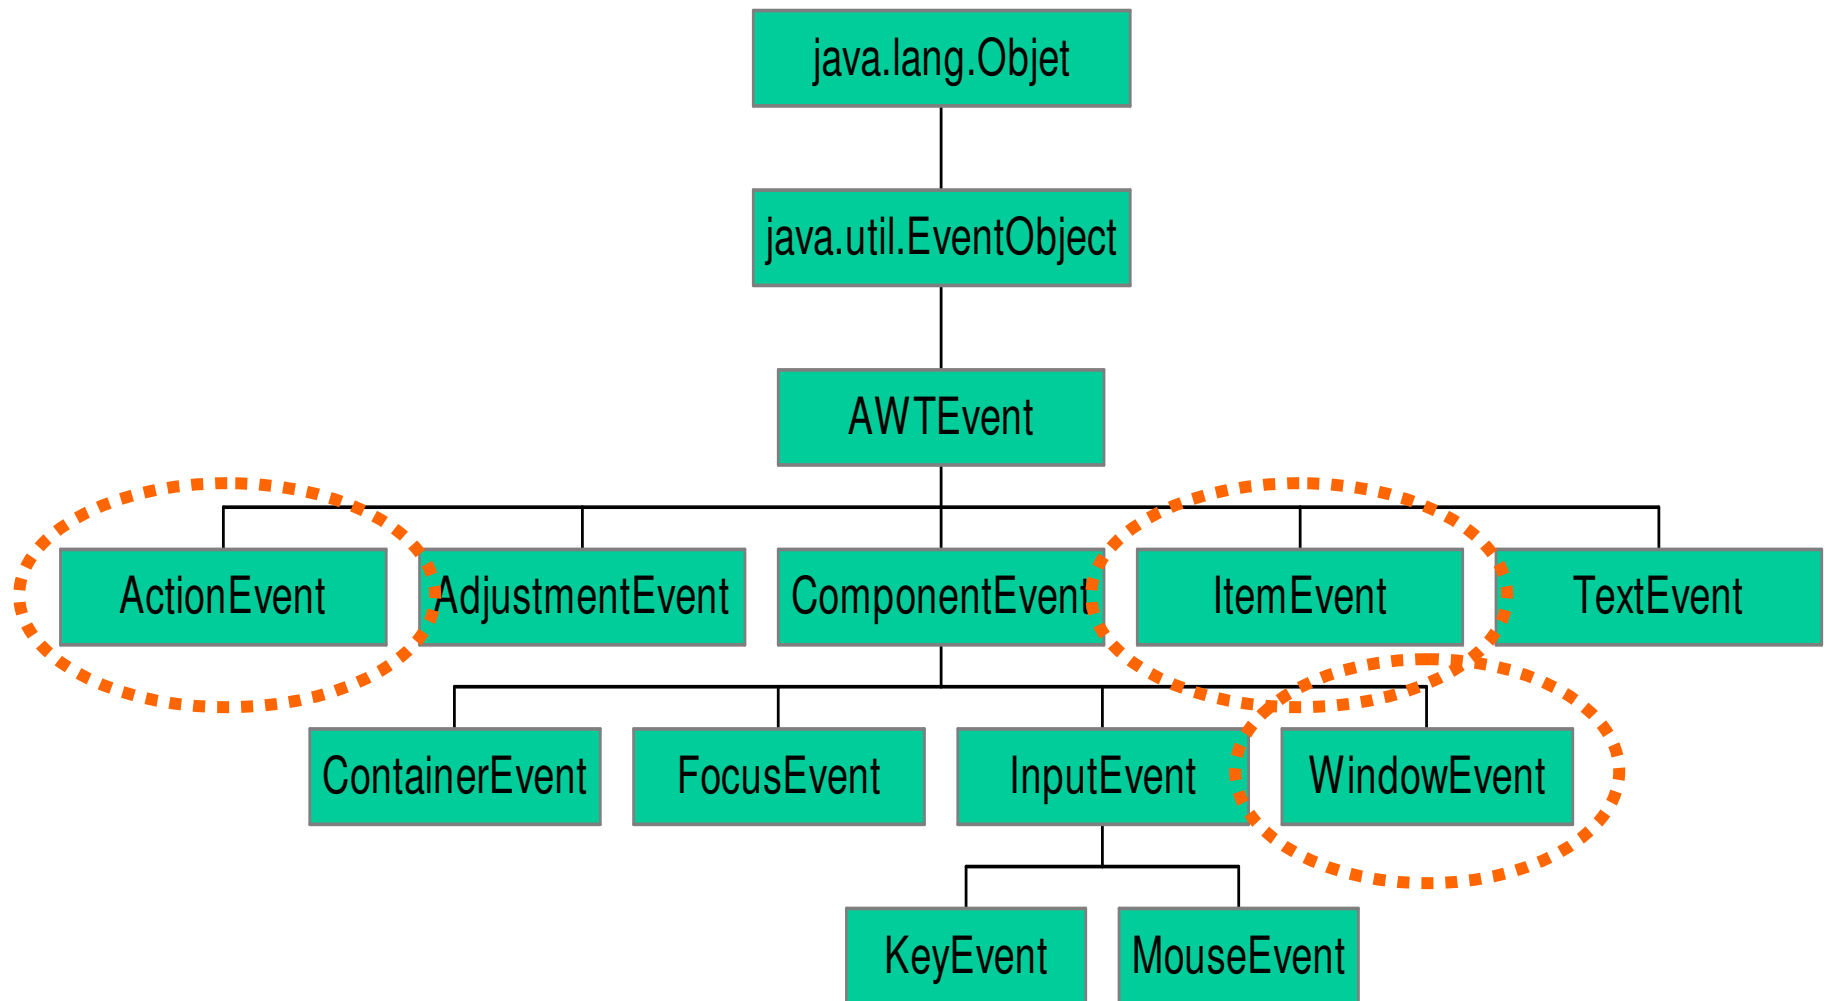 java.lang.Objet
java.util.EventObject
AWTEvent
ActionEvent
AdjustmentEvent
ComponentEvent
ItemEvent
TextEvent
ContainerEvent
FocusEvent
InputEvent
WindowEvent
KeyEvent
MouseEvent